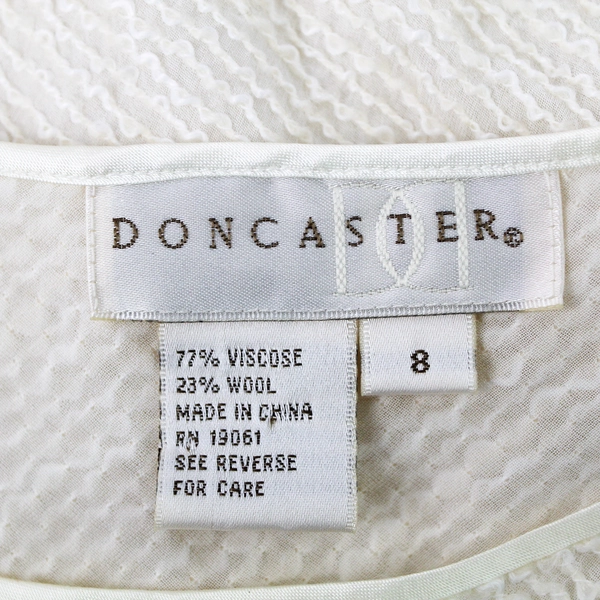 DONCASTER®
8
77% VISCOSE
23% WOOL
MADE IN CHINA
RN 19061
SEE REVERSE
FOR CARE